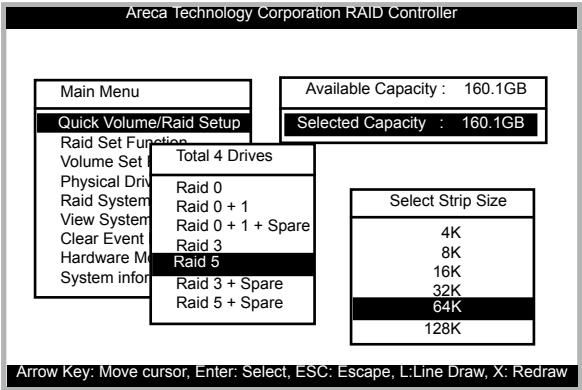 Areca Technology Corporation RAID Controller
Main Menu
Quick Volume/Raid Setup
Raid Set Function
Volume Set
Physical Driv
Raid System
View System
Clear Event
Hardware M
System infor
Total 4 Drives
Raid 0
Raid 0 + 1
Raid 0 + 1 + Spare
Raid 3
Raid 5
Raid 3 + Spare
Raid 5 + Spare
Available Capacity : 160.1GB
Selected Capacity : 160.1GB
Select Strip Size
4K
8K
16K
32K
64K
128K
Arrow Key: Move cursor, Enter: Select, ESC: Escape, L:Line Draw, X: Redraw